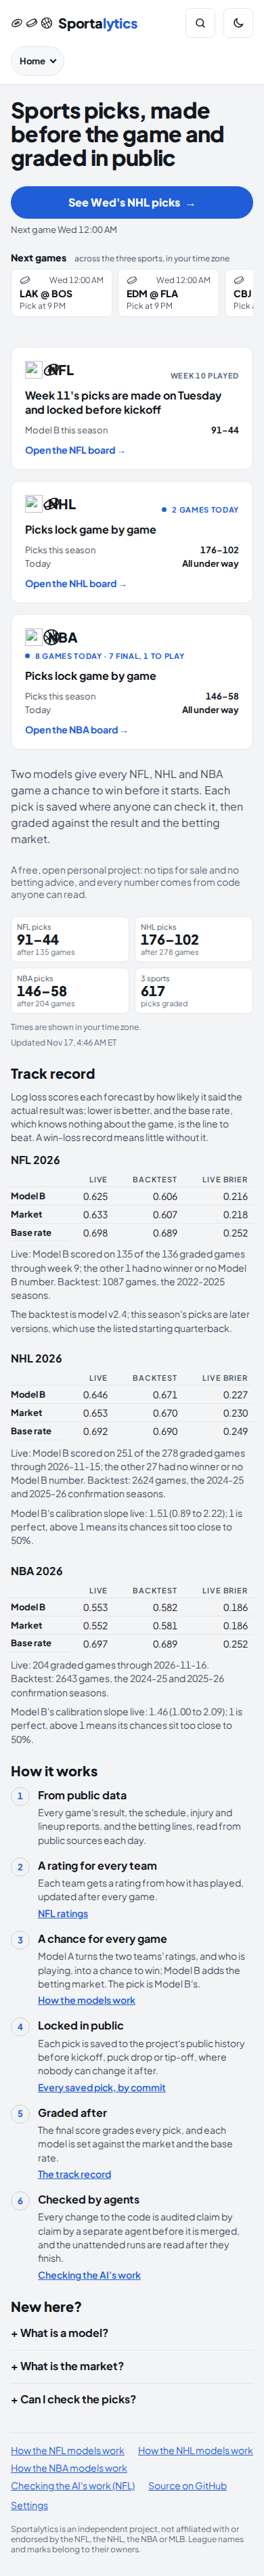 Sportalytics
Home
Sports picks, made
before the game and
graded in public
See Wed's NHL picks →
Next game Wed 12:00 AM
Next games across the three sports, in your time zone
Wed 12:00 AM
LAK @ BOS
Pick at 9 PM
Wed 12:00 AM
EDM @ FLA
Pick at 9 PM
CBJ
Pick a
NFL
WEEK 10 PLAYED
Week 11's picks are made on Tuesday
and locked before kickoff
Model B this season 91–44
Open the NFL board →
NHL
2 GAMES TODAY
Picks lock game by game
Picks this season 176–102
Today All under way
Open the NHL board →
NBA
8 GAMES TODAY · 7 FINAL, 1 TO PLAY
Picks lock game by game
Picks this season 146–58
Today All under way
Open the NBA board →
Two models give every NFL, NHL and NBA
game a chance to win before it starts. Each
pick is saved where anyone can check it, then
graded against the result and the betting
market.
A free, open personal project: no tips for sale and no
betting advice, and every number comes from code
anyone can read.
NFL picks
91–44
after 135 games
NHL picks
176–102
after 278 games
NBA picks
146–58
after 204 games
3 sports
617
picks graded
Times are shown in your time zone.
Updated Nov 17, 4:46 AM ET
Track record
Log loss scores each forecast by how likely it said the
actual result was; lower is better, and the base rate,
which knows nothing about the game, is the line to
beat. A win-loss record means little without it.
NFL 2026
LIVE BACKTEST LIVE BRIER
Model B 0.625 0.606 0.216
Market 0.633 0.607 0.218
Base rate 0.698 0.689 0.252
Live: Model B scored on 135 of the 136 graded games
through week 9; the other 1 had no winner or no Model
B number. Backtest: 1087 games, the 2022-2025
seasons.
The backtest is model v2.4; this season's picks are later
versions, which use the listed starting quarterback.
NHL 2026
LIVE BACKTEST LIVE BRIER
Model B 0.646 0.671 0.227
Market 0.653 0.670 0.230
Base rate 0.692 0.690 0.249
Live: Model B scored on 251 of the 278 graded games
through 2026-11-15; the other 27 had no winner or no
Model B number. Backtest: 2624 games, the 2024-25
and 2025-26 confirmation seasons.
Model B's calibration slope live: 1.51 (0.89 to 2.22); 1 is
perfect, above 1 means its chances sit too close to
50%.
NBA 2026
LIVE BACKTEST LIVE BRIER
Model B 0.553 0.582 0.186
Market 0.552 0.581 0.186
Base rate 0.697 0.689 0.252
Live: 204 graded games through 2026-11-16.
Backtest: 2643 games, the 2024-25 and 2025-26
confirmation seasons.
Model B's calibration slope live: 1.46 (1.00 to 2.09); 1 is
perfect, above 1 means its chances sit too close to
50%.
How it works
1 From public data
Every game's result, the schedule, injury and
lineup reports, and the betting lines, read from
public sources each day.
2 A rating for every team
Each team gets a rating from how it has played,
updated after every game.
NFL ratings
3 A chance for every game
Model A turns the two teams' ratings, and who is
playing, into a chance to win; Model B adds the
betting market. The pick is Model B's.
How the models work
4 Locked in public
Each pick is saved to the project's public history
before kickoff, puck drop or tip-off, where
nobody can change it after.
Every saved pick, by commit
5 Graded after
The final score grades every pick, and each
model is set against the market and the base
rate.
The track record
6 Checked by agents
Every change to the code is audited claim by
claim by a separate agent before it is merged,
and the unattended runs are read after they
finish.
Checking the AI's work
New here?
+ What is a model?
+ What is the market?
+ Can I check the picks?
How the NFL models work How the NHL models work
How the NBA models work
Checking the AI's work (NFL) Source on GitHub
Settings
Sportalytics is an independent project, not affiliated with or
endorsed by the NFL, the NHL, the NBA or MLB. League names
and marks belong to their owners.